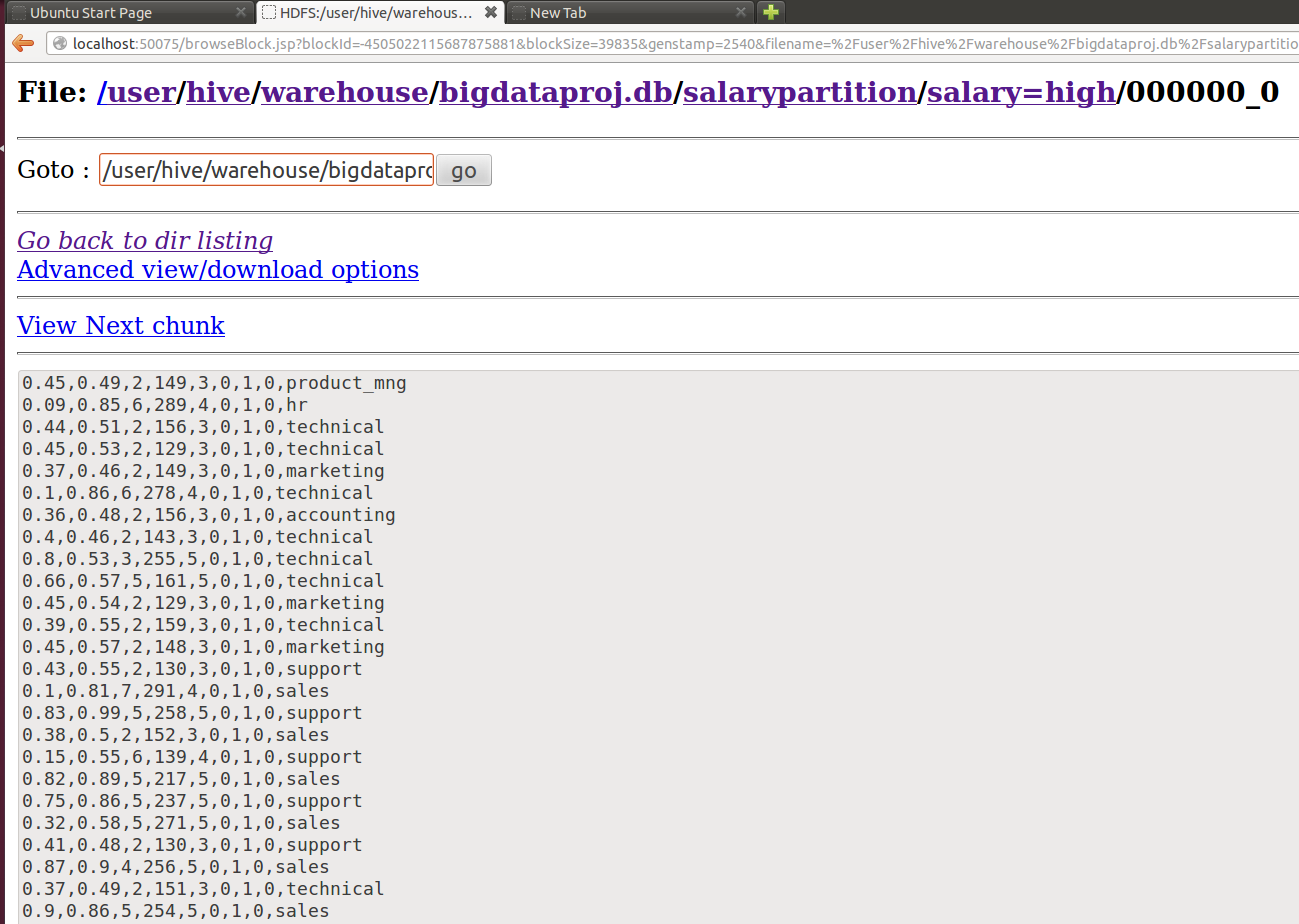 Ubuntu Start Page
HDFS:/user/hive/warehous...
New Tab
localhost:50075/browseBlock.jsp?blockId=-4505022115687875881&blockSize=39835&genstamp=2540&filename=%2Fuser%2Fhive%2Fwarehouse%2Fbigdataproj.db%2Fsalarypartitio
File: /user/hive/warehouse/bigdataproj.db/salarypartition/salary=high/000000_0
Goto : /user/hive/warehouse/bigdatapro go
Go back to dir listing
Advanced view/download options
View Next chunk
0.45,0.49,2,149,3,0,1,0,product_mng
0.09,0.85,6,289,4,0,1,0,hr
0.44,0.51,2,156,3,0,1,0,technical
0.45,0.53,2,129,3,0,1,0,technical
0.37,0.46,2,149,3,0,1,0,marketing
0.1,0.86,6,278,4,0,1,0,technical
0.36,0.48,2,156,3,0,1,0,accounting
0.4,0.46,2,143,3,0,1,0,technical
0.8,0.53,3,255,5,0,1,0,technical
0.66,0.57,5,161,5,0,1,0,technical
0.45,0.54,2,129,3,0,1,0,marketing
0.39,0.55,2,159,3,0,1,0,technical
0.45,0.57,2,148,3,0,1,0,marketing
0.43,0.55,2,130,3,0,1,0,support
0.1,0.81,7,291,4,0,1,0,sales
0.83,0.99,5,258,5,0,1,0,support
0.38,0.5,2,152,3,0,1,0,sales
0.15,0.55,6,139,4,0,1,0,support
0.82,0.89,5,217,5,0,1,0,sales
0.75,0.86,5,237,5,0,1,0,support
0.32,0.58,5,271,5,0,1,0,sales
0.41,0.48,2,130,3,0,1,0,support
0.87,0.9,4,256,5,0,1,0,sales
0.37,0.49,2,151,3,0,1,0,technical
0.9,0.86,5,254,5,0,1,0,sales